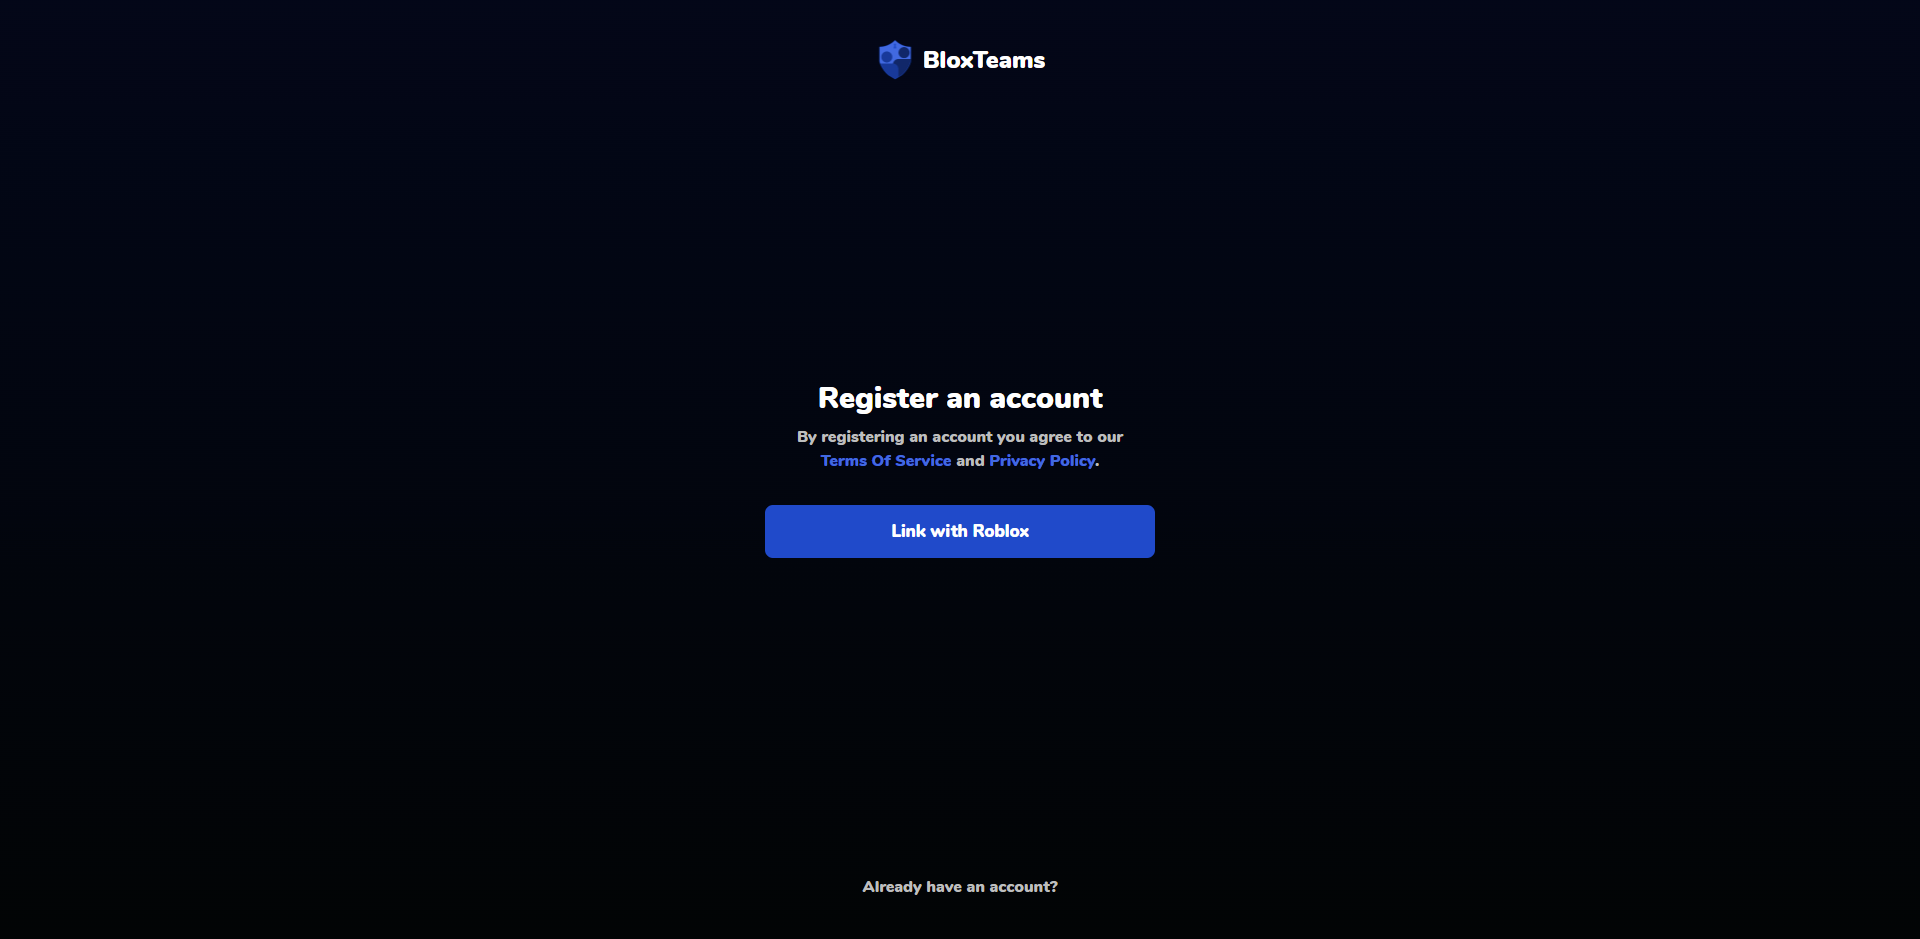 BloxTeams
Register an account
By registering an account you agree to our
Terms Of Service and Privacy Policy.
Link with Roblox
Already have an account?